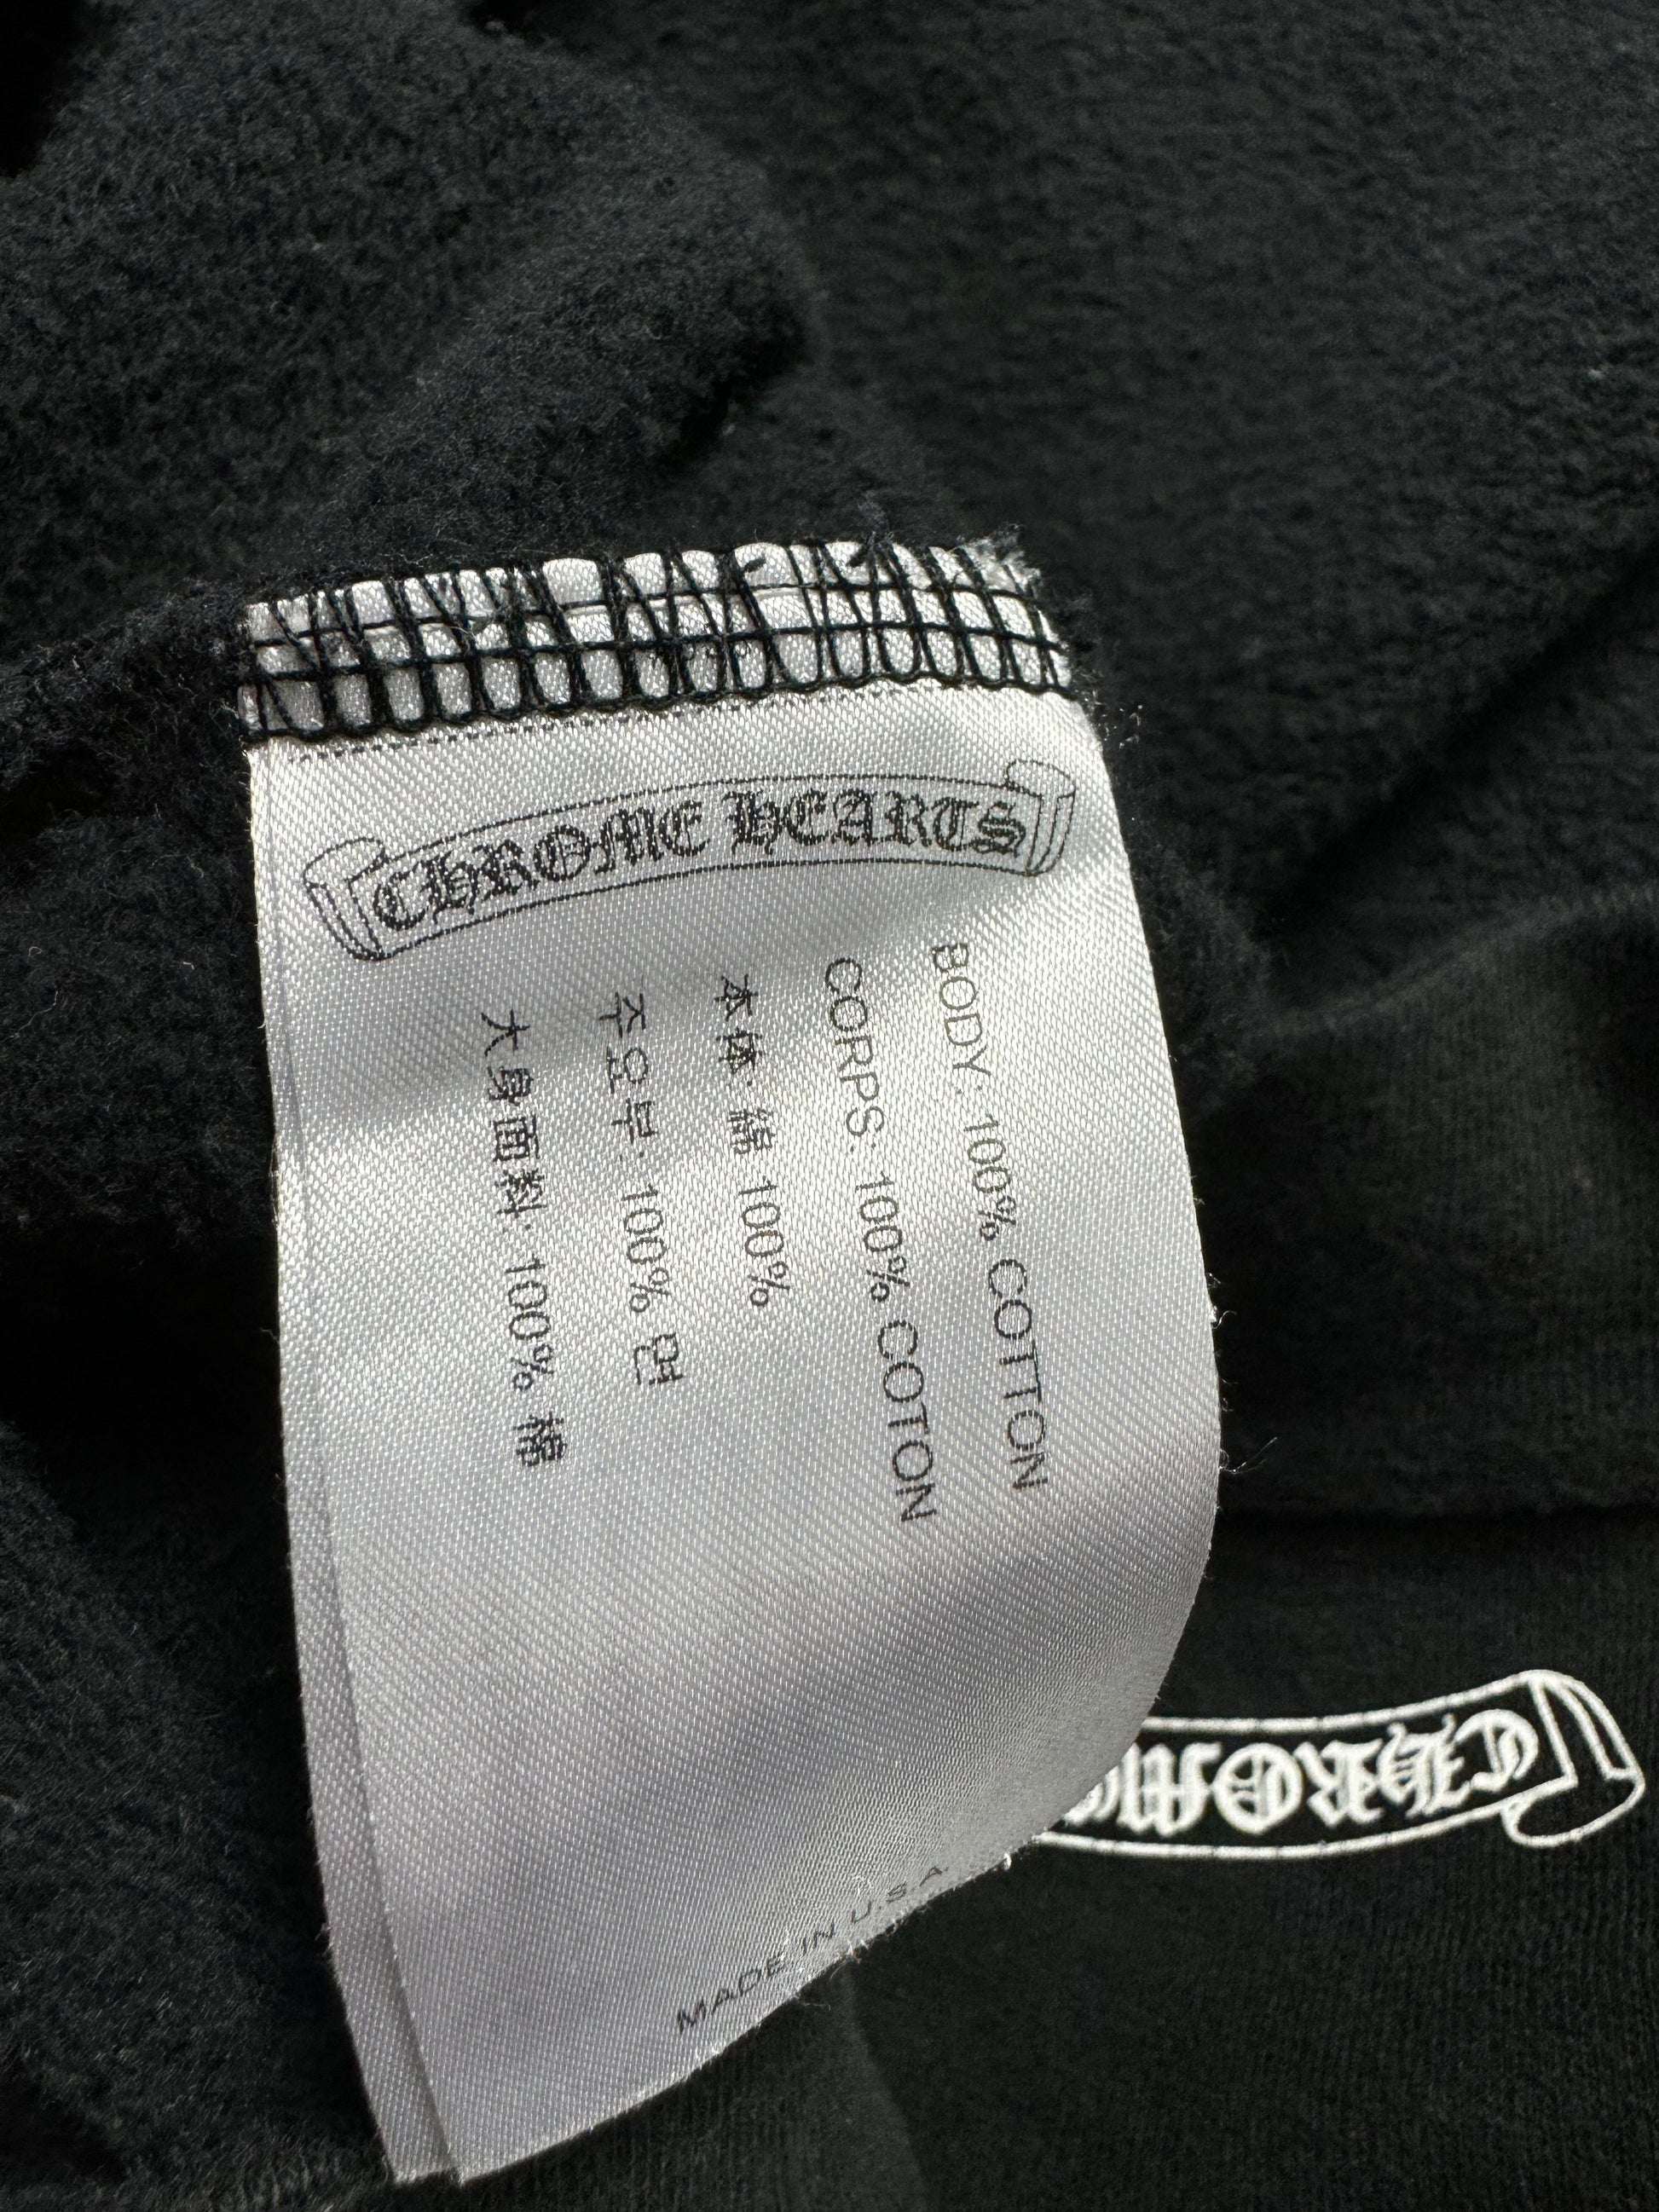 CHROME HEARTS
BODY: 100% COTTON
CORPS: 100% COTON
本体: 綿 100%
주요부: 100% 면
大身面料: 100% 棉
MADE IN U.S.A.